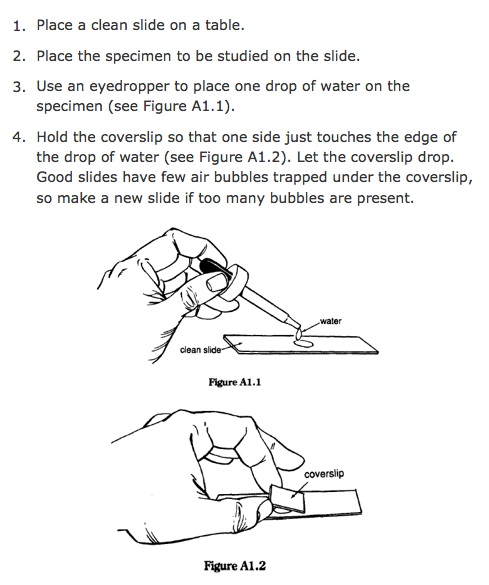 1. Place a clean slide on a table.
2. Place the specimen to be studied on the slide.
3. Use an eyedropper to place one drop of water on the
specimen (see Figure A1.1).
4. Hold the coverslip so that one side just touches the edge of
the drop of water (see Figure A1.2). Let the coverslip drop.
Good slides have few air bubbles trapped under the coverslip,
so make a new slide if too many bubbles are present.
water
clean slide
Figure A1.1
coverslip
Figure A1.2